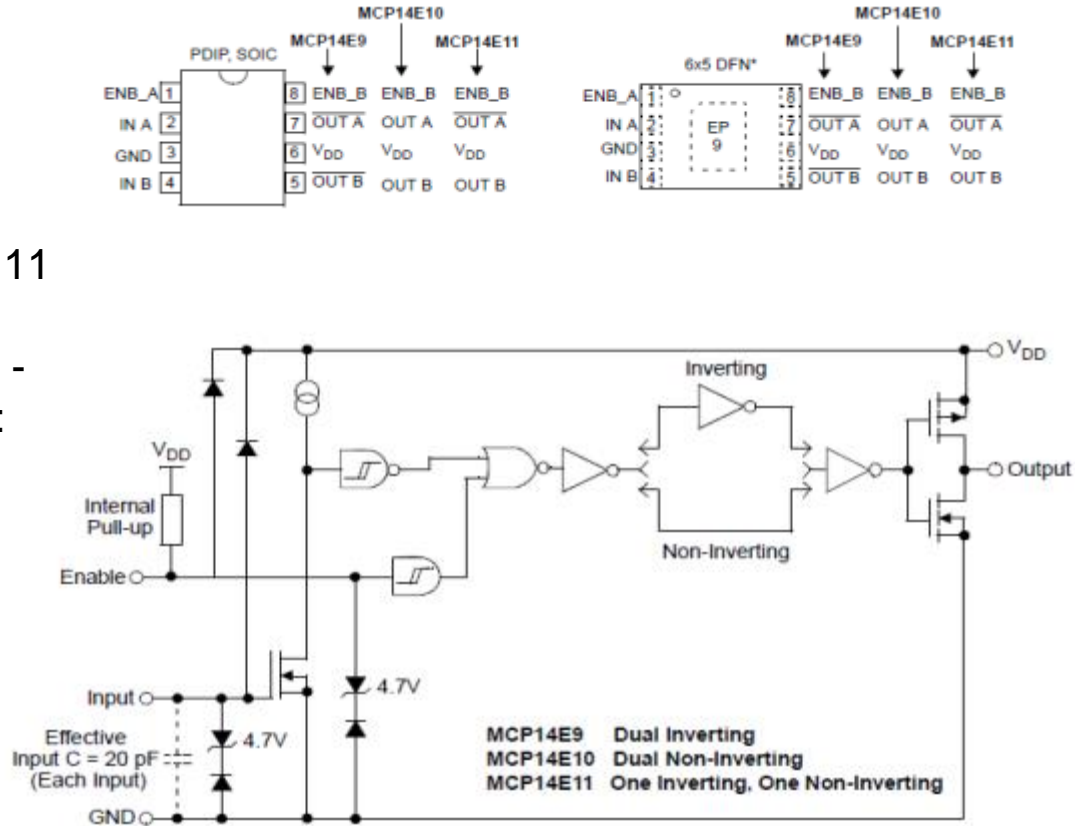 MCP14E10
MCP14E9 MCP14E11
PDIP, SOIC
ENB_A 1 8 ENB_B ENB_B ENB_B
IN A 2 7 OUT A OUT A OUT A
GND 3 6 VDD VDD VDD
IN B 4 5 OUT B OUT B OUT B
MCP14E10
MCP14E9 MCP14E11
6x5 DFN*
ENB_A 1 8 ENB_B ENB_B ENB_B
IN A 2 EP 7 OUT A OUT A OUT A
GND 3 9 6 VDD VDD VDD
IN B 4 5 OUT B OUT B OUT B
11
-
:
VDD
Inverting
VDD
Internal
Pull-up
Output
Non-Inverting
Enable
Input
4.7V
Effective
Input C = 20 pF
(Each Input)
4.7V
MCP14E9 Dual Inverting
MCP14E10 Dual Non-Inverting
MCP14E11 One Inverting, One Non-Inverting
GND